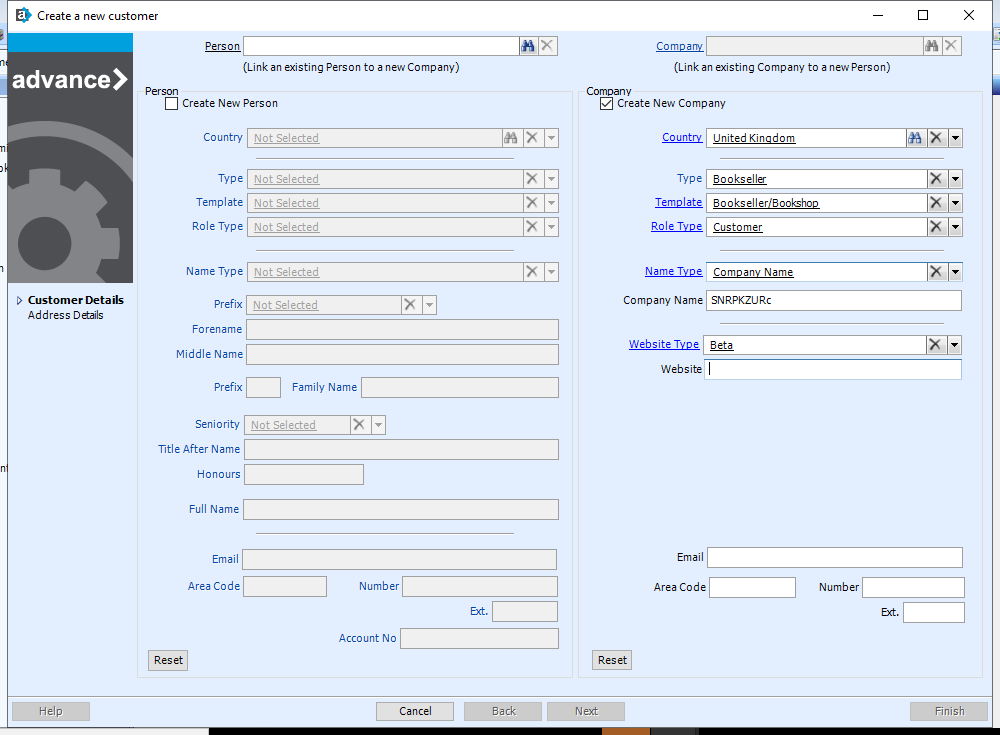 Create a new customer
advance
Customer Details
Address Details
Person
(Link an existing Person to a new Company)
Company
(Link an existing Company to a new Person)
Person
Create New Person
Country Not Selected
Type Not Selected
Template Not Selected
Role Type Not Selected
Name Type Not Selected
Prefix Not Selected
Forename
Middle Name
Prefix Family Name
Seniority Not Selected
Title After Name
Honours
Full Name
Email
Area Code Number
Ext.
Account No
Reset
Company
Create New Company
Country United Kingdom
Type Bookseller
Template Bookseller/Bookshop
Role Type Customer
Name Type Company Name
Company Name SNRPKZURc
Website Type Beta
Website
Email
Area Code Number
Ext.
Reset
Help Cancel Back Next Finish